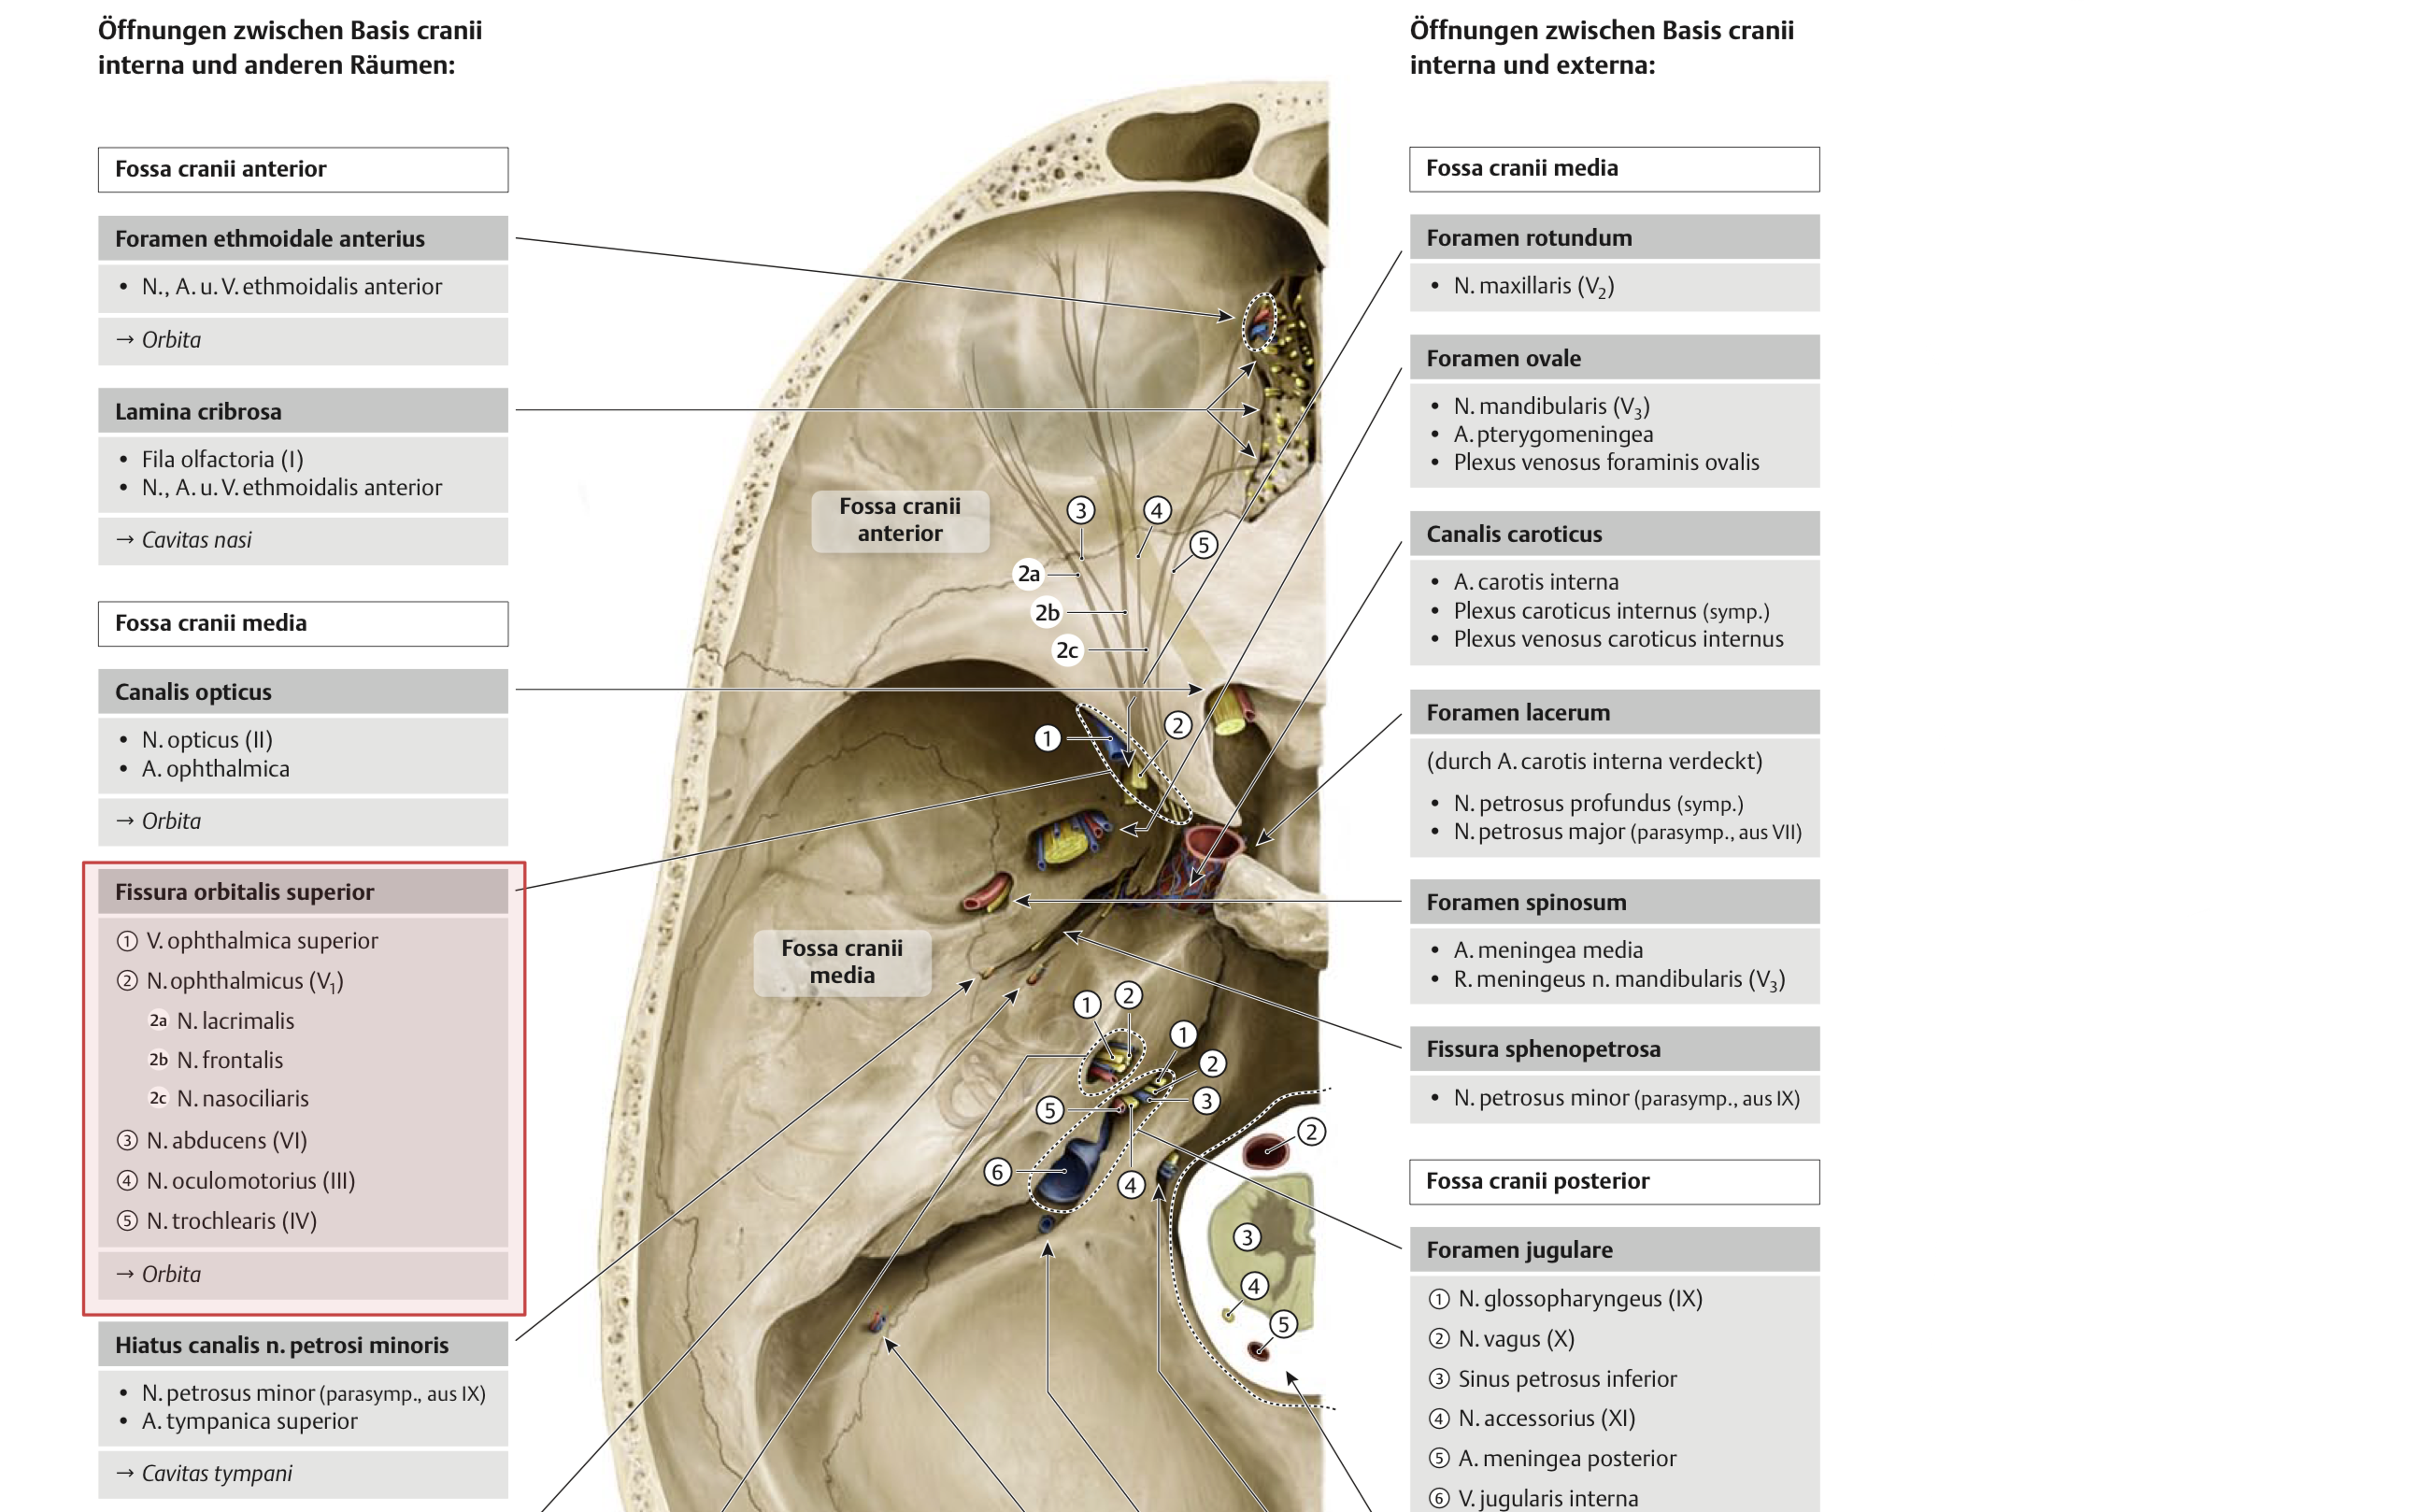 Öffnungen zwischen Basis cranii
interna und anderen Räumen:
Fossa cranii anterior
Foramen ethmoidale anterius
• N., A. u. V. ethmoidalis anterior
→ Orbita
Lamina cribrosa
• Fila olfactoria (I)
• N., A. u. V. ethmoidalis anterior
→ Cavitas nasi
Fossa cranii media
Canalis opticus
• N. opticus (II)
• A. ophthalmica
→ Orbita
Fissura orbitalis superior
① V. ophthalmica superior
② N. ophthalmicus (V₁)
2a N. lacrimalis
2b N. frontalis
2c N. nasociliaris
③ N. abducens (VI)
④ N. oculomotorius (III)
⑤ N. trochlearis (IV)
→ Orbita
Hiatus canalis n. petrosi minoris
• N. petrosus minor (parasymp., aus IX)
• A. tympanica superior
→ Cavitas tympani
Fossa cranii
anterior
③
④
⑤
2a
2b
2c
①
②
Fossa cranii
media
①
②
①
②
③
⑤
⑥
④
②
③
④
⑤
Öffnungen zwischen Basis cranii
interna und externa:
Fossa cranii media
Foramen rotundum
• N. maxillaris (V₂)
Foramen ovale
• N. mandibularis (V₃)
• A. pterygomeningea
• Plexus venosus foraminis ovalis
Canalis caroticus
• A. carotis interna
• Plexus caroticus internus (symp.)
• Plexus venosus caroticus internus
Foramen lacerum
(durch A. carotis interna verdeckt)
• N. petrosus profundus (symp.)
• N. petrosus major (parasymp., aus VII)
Foramen spinosum
• A. meningea media
• R. meningeus n. mandibularis (V₃)
Fissura sphenopetrosa
• N. petrosus minor (parasymp., aus IX)
Fossa cranii posterior
Foramen jugulare
① N. glossopharyngeus (IX)
② N. vagus (X)
③ Sinus petrosus inferior
④ N. accessorius (XI)
⑤ A. meningea posterior
⑥ V. jugularis interna